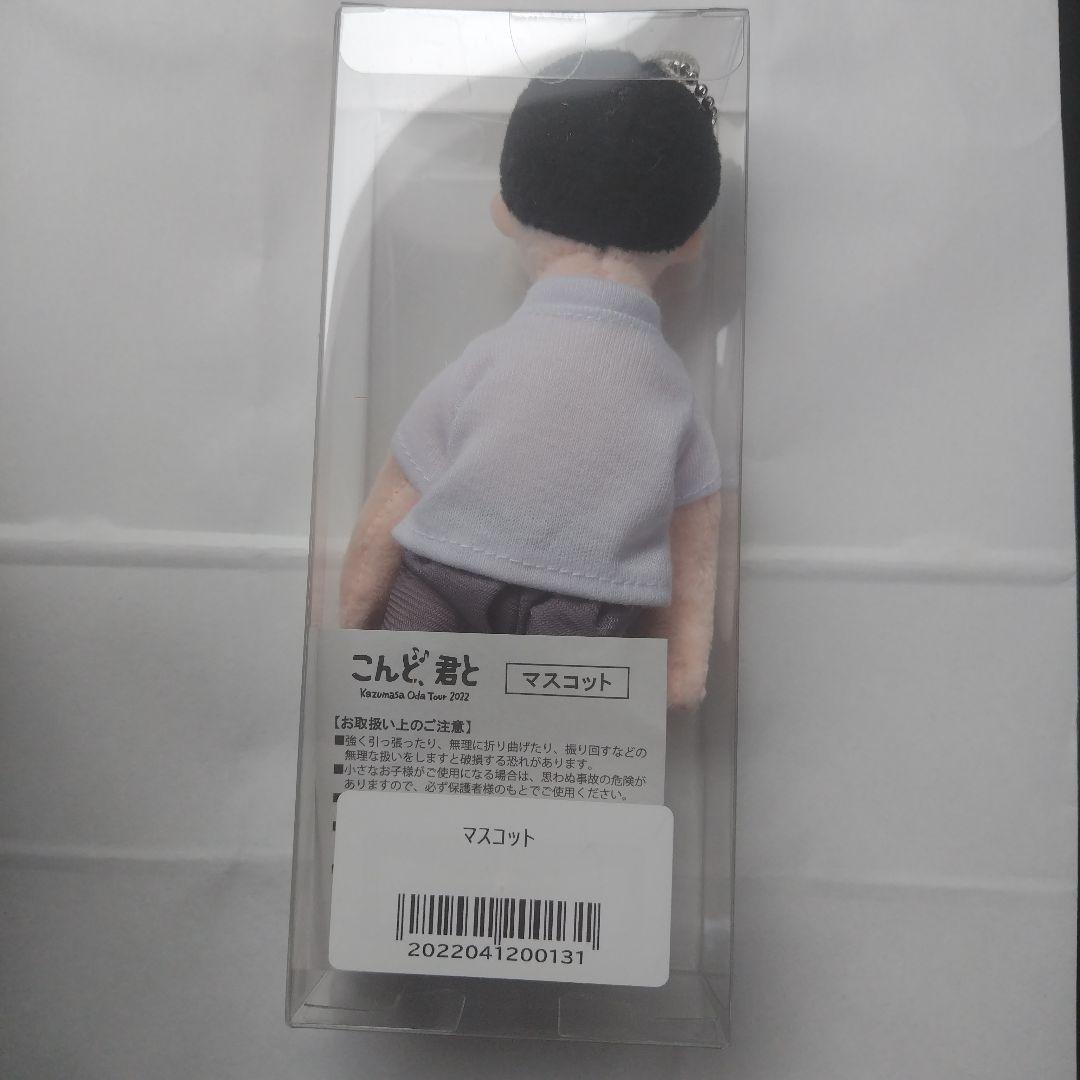 こんど、君と
Kazumasa Oda Tour 2022
マスコット
【お取扱い上のご注意】
■強く引っ張ったり、無理に折り曲げたり、振り回すなどの
無理な扱いをしますと破損する恐れがあります。
■小さなお子様がご使用になる場合は、思わぬ事故の危険が
ありますので、必ず保護者様のもとでご使用ください。
マスコット
2022041200131